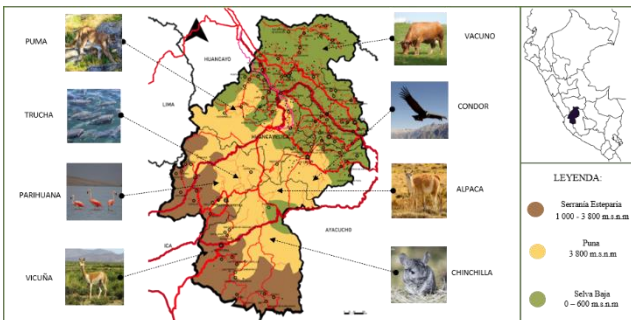 PUMA
TRUCHA
PARIHUANA
VICUÑA
HUANCAYO
LIMA
HUANCAVELICA
ICA
AYACUCHO
VACUNO
CONDOR
ALPACA
CHINCHILLA
LEYENDA:
Serranía Esteparia
1 000 - 3 800 m.s.n.m
Puna
3 800 m.s.n.m
Selva Baja
0 – 600 m.s.n.m